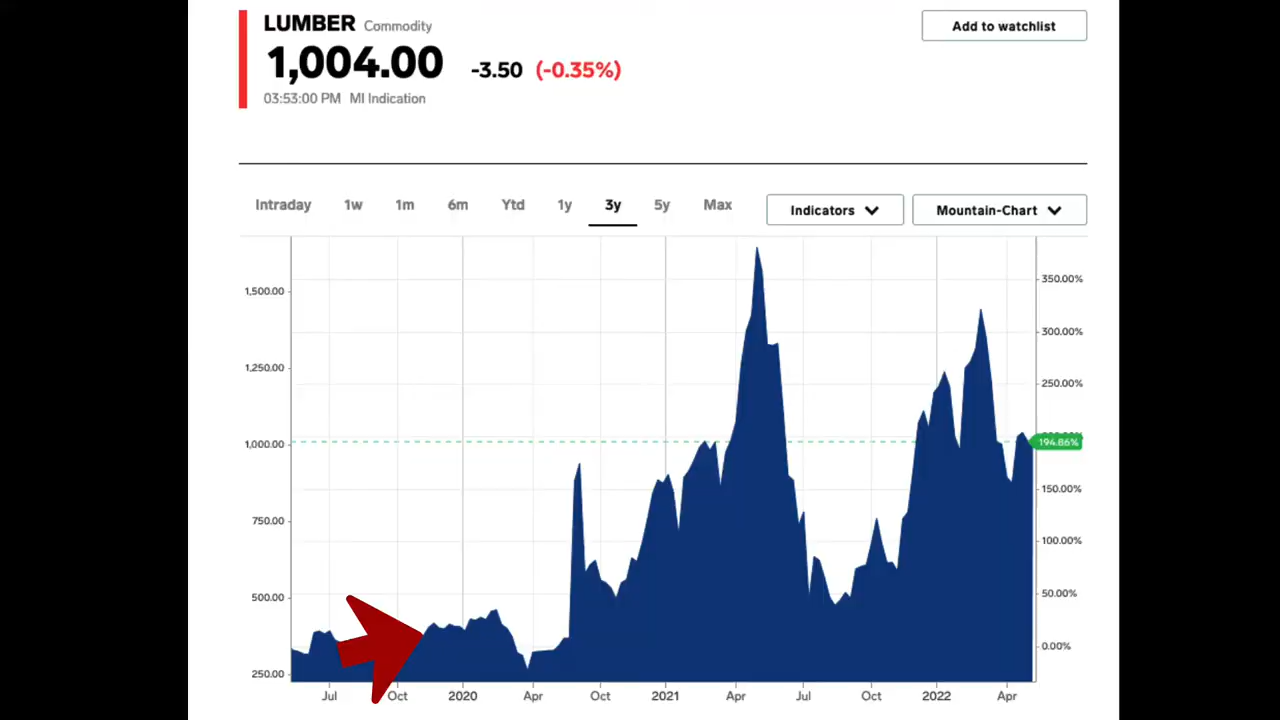 LUMBER Commodity
Add to watchlist
1,004.00 -3.50 (-0.35%)
03:53:00 PM MI Indication
Intraday 1w 1m 6m Ytd 1y 3y 5y Max Indicators Mountain-Chart
350.00%
1,500.00
300.00%
1,250.00
250.00%
1,000.00
194.86%
150.00%
750.00
100.00%
500.00
50.00%
0.00%
250.00
Jul Oct 2020 Apr Oct 2021 Apr Jul Oct 2022 Apr